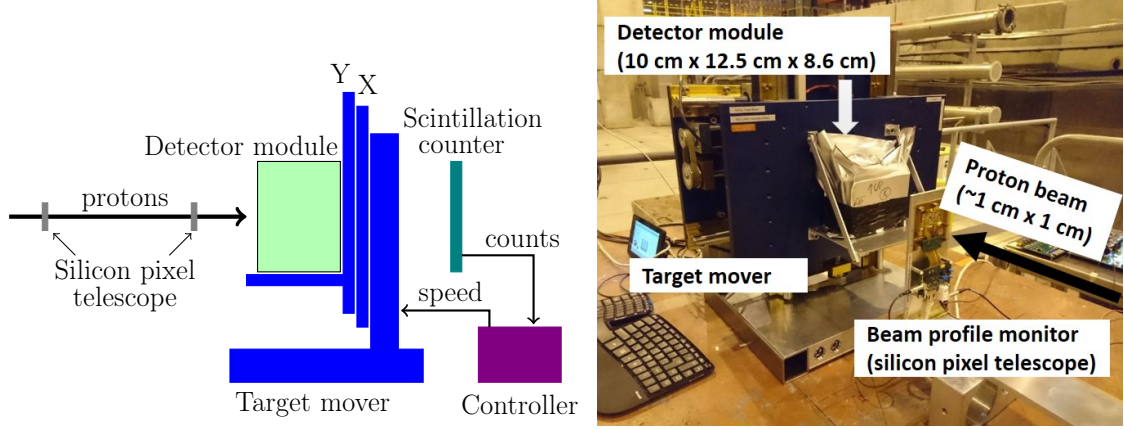 Y
X
Scintillation
counter
Detector module
protons
counts
Silicon pixel
telescope
speed
Target mover
Controller
Detector module
(10 cm x 12.5 cm x 8.6 cm)
Proton beam
(~1 cm x 1 cm)
Target mover
Beam profile monitor
(silicon pixel telescope)